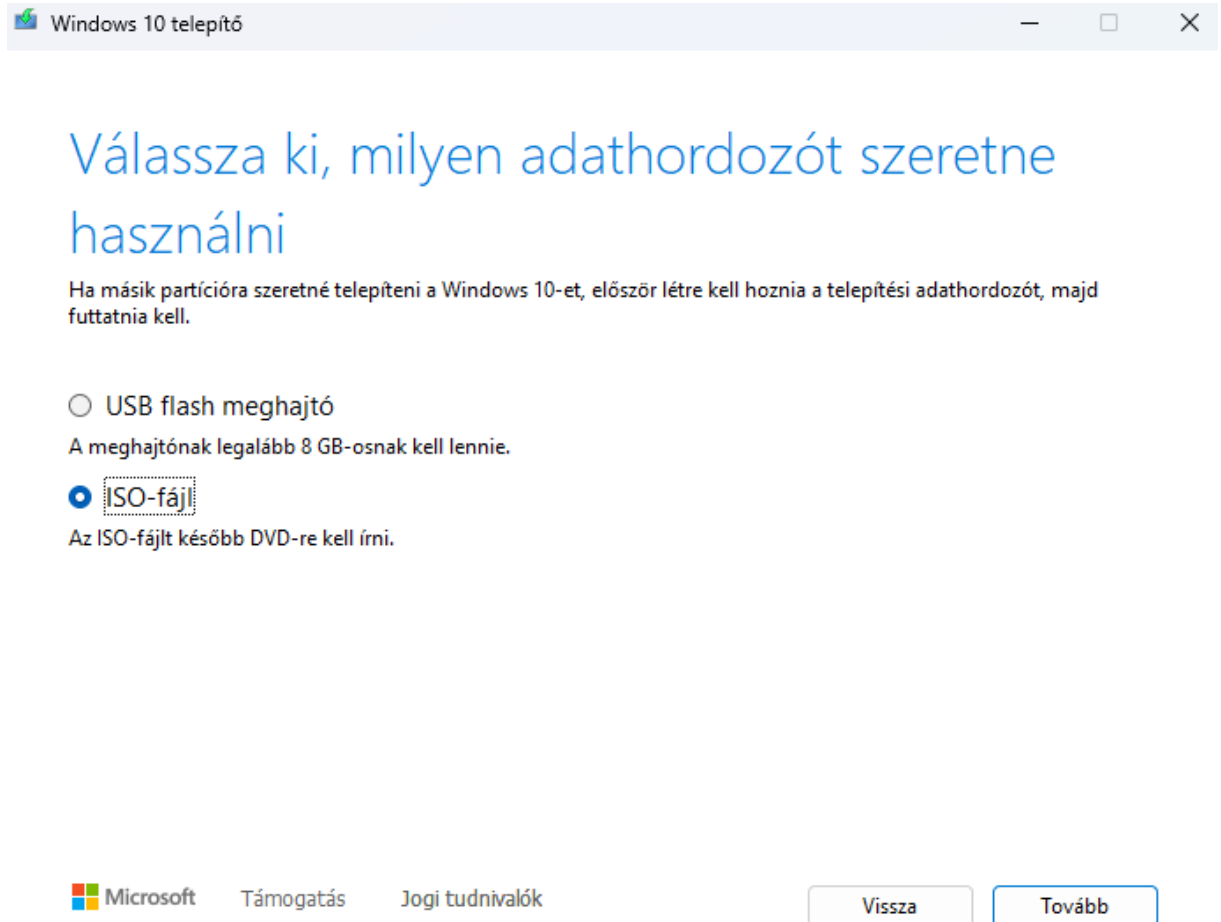 Windows 10 telepítő
Válassza ki, milyen adathordozót szeretne
használni
Ha másik partícióra szeretné telepíteni a Windows 10-et, először létre kell hoznia a telepítési adathordozót, majd
futtatnia kell.
USB flash meghajtó
A meghajtónak legalább 8 GB-osnak kell lennie.
ISO-fájl
Az ISO-fájlt később DVD-re kell írni.
Microsoft Támogatás Jogi tudnivalók Vissza Tovább